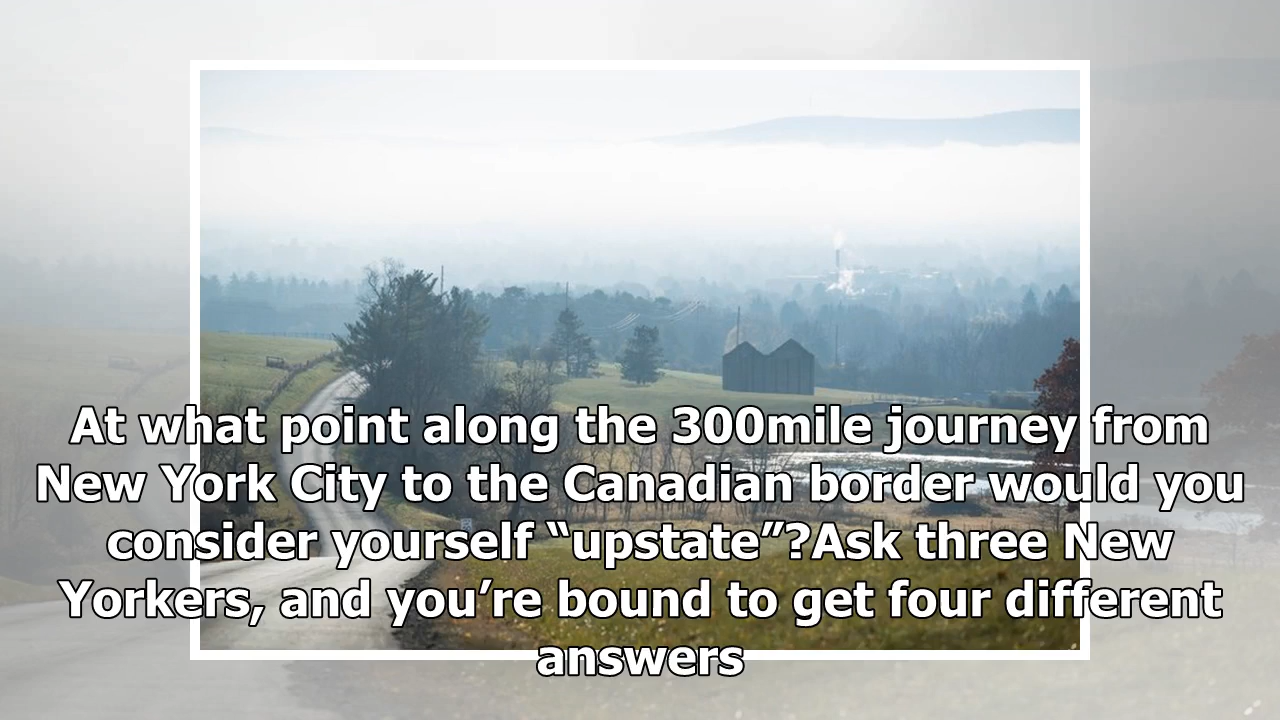 At what point along the 300mile journey from
New York City to the Canadian border would you
consider yourself “upstate”?Ask three New
Yorkers, and you’re bound to get four different
answers